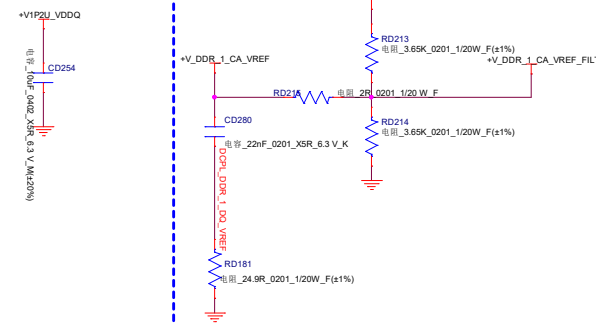 +V1P2U_VDDQ
CD254
电容_10uF_0402_X5R_6.3 V_M(±20%)
RD213
电阻_3.65K_0201_1/20W_F(±1%)
+V_DDR_1_CA_VREF
+V_DDR_1_CA_VREF_FILT
RD215
电阻_2R_0201_1/20 W_F
CD280
电容_22nF_0201_X5R_6.3 V_K
RD214
电阻_3.65K_0201_1/20W_F(±1%)
DCPL_DDR_1_DQ_VREF
RD181
电阻_24.9R_0201_1/20W_F(±1%)